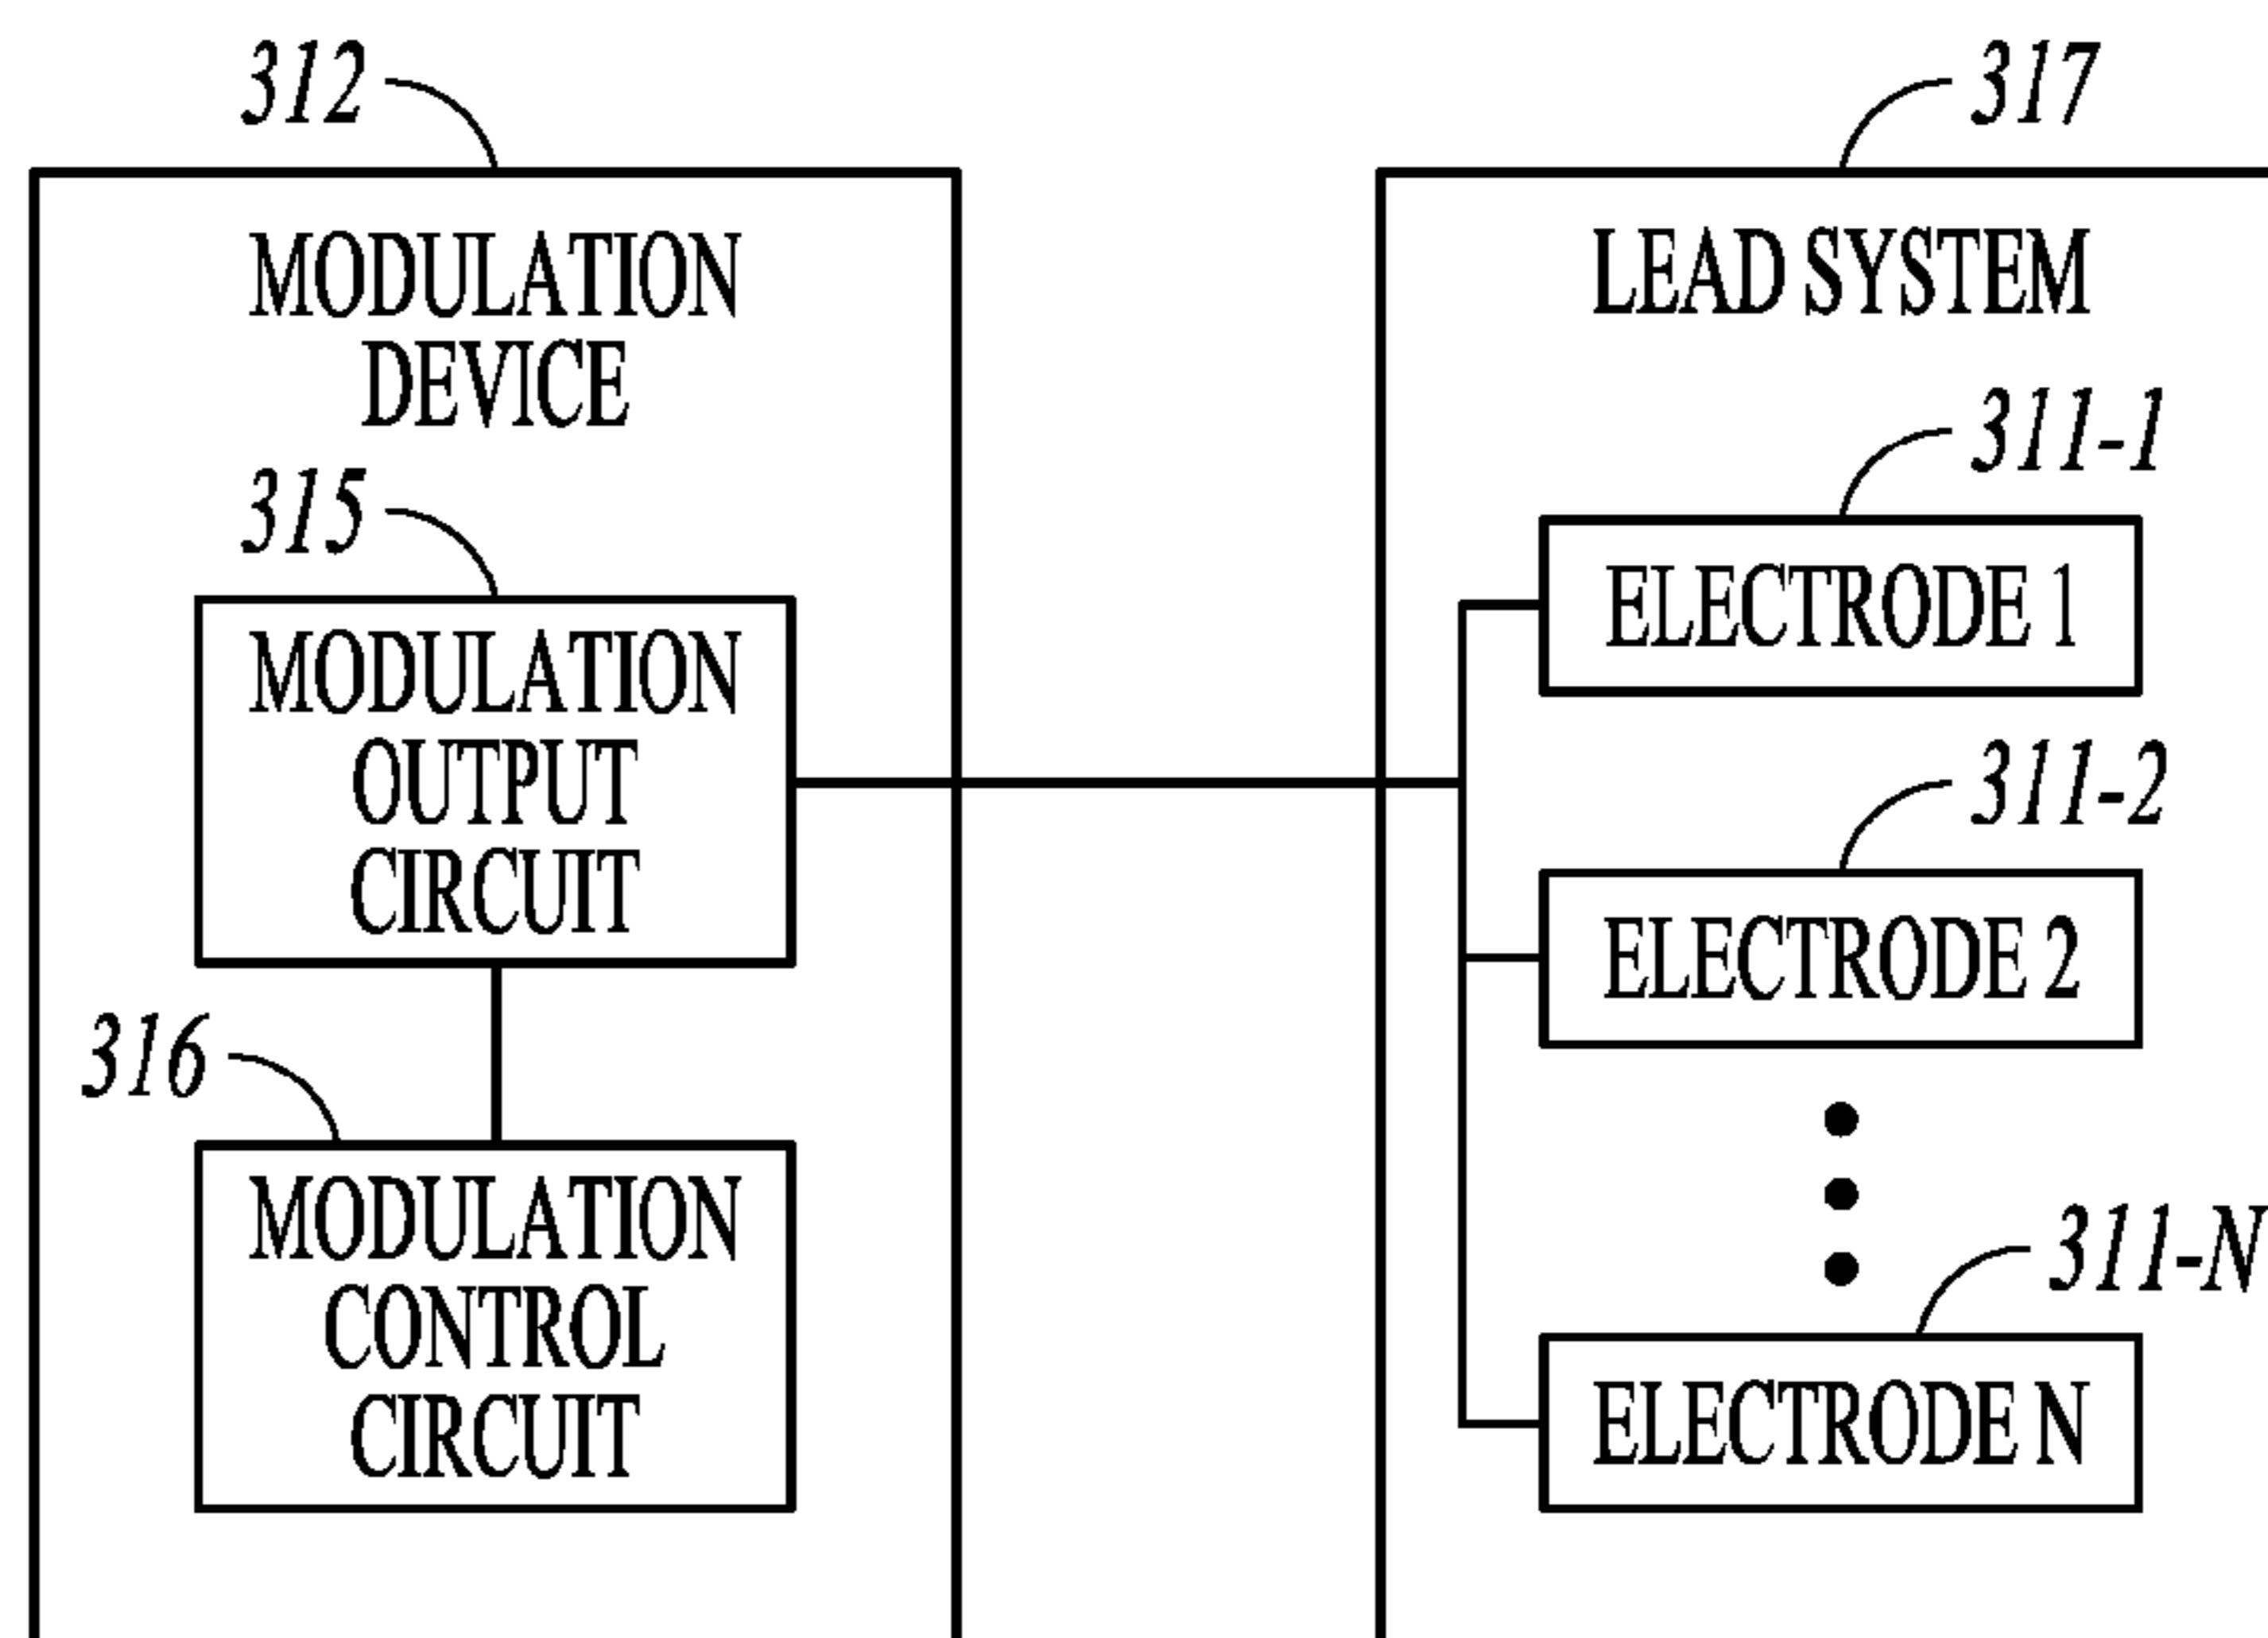 312
MODULATION
DEVICE
315
MODULATION
OUTPUT
CIRCUIT
316
MODULATION
CONTROL
CIRCUIT
317
LEAD SYSTEM
311-1
ELECTRODE 1
311-2
ELECTRODE 2
311-N
ELECTRODE N